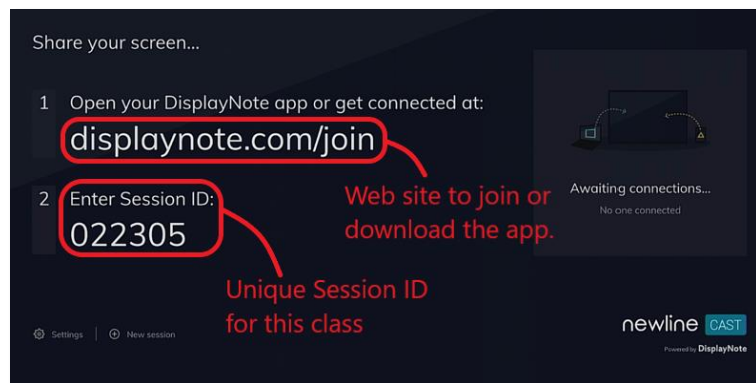 Share your screen...
1 Open your DisplayNote app or get connected at:
displaynote.com/join
2 Enter Session ID:
022305
Web site to join or
download the app.
Unique Session ID
for this class
Awaiting connections...
No one connected
Settings | New session
newline CAST
Powered by DisplayNote